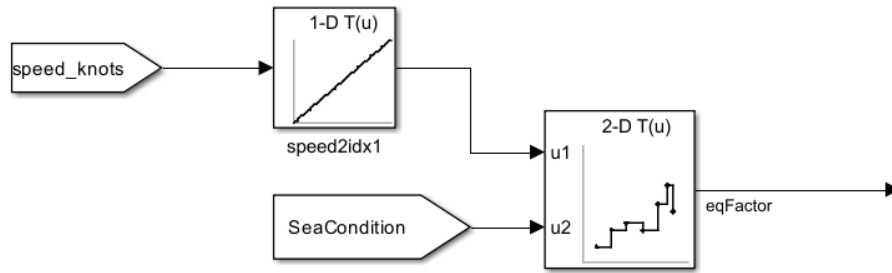 1-D T(u)
speed_knots
speed2idx1
2-D T(u)
u1
SeaCondition
u2
eqFactor